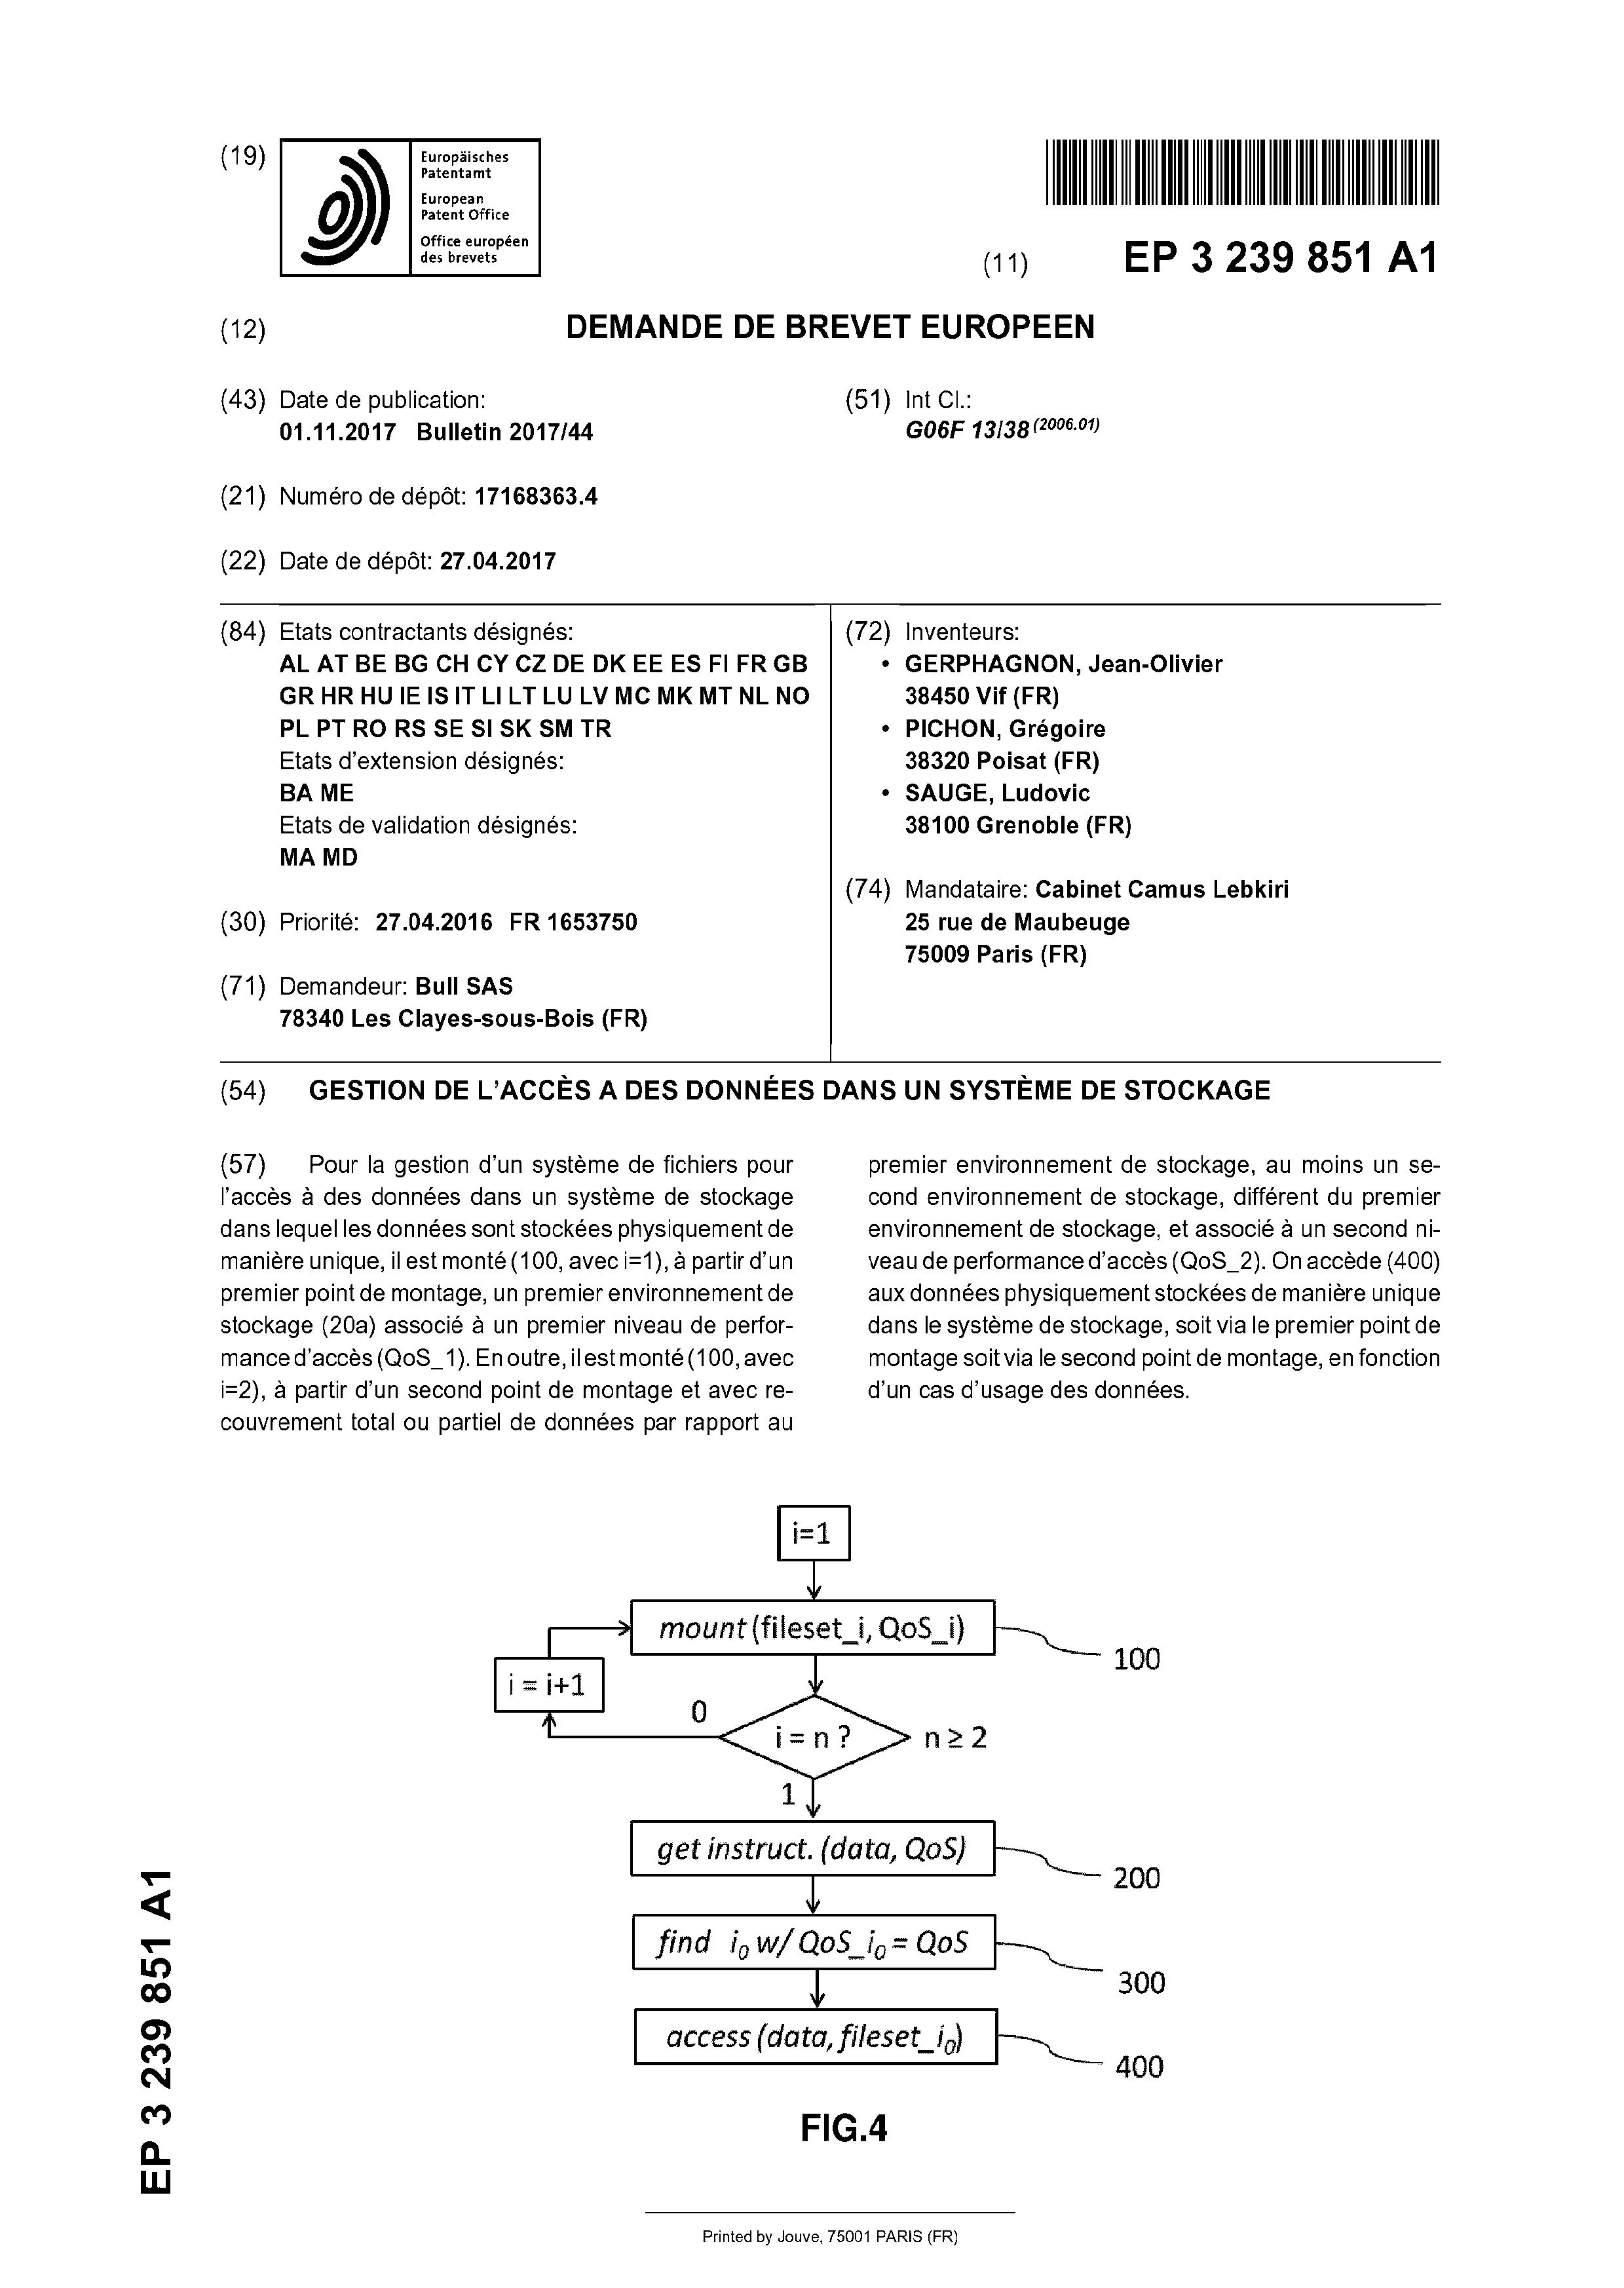 (19)
Europäisches
Patentamt
European
Patent Office
Office européen
des brevets
(11) EP 3 239 851 A1
(12) DEMANDE DE BREVET EUROPEEN
(43) Date de publication:
01.11.2017 Bulletin 2017/44
(51) Int Cl.:
G06F 13/38 (2006.01)
(21) Numéro de dépôt: 17168363.4
(22) Date de dépôt: 27.04.2017
(84) Etats contractants désignés:
AL AT BE BG CH CY CZ DE DK EE ES FI FR GB
GR HR HU IE IS IT LI LT LU LV MC MK MT NL NO
PL PT RO RS SE SI SK SM TR
Etats d'extension désignés:
BA ME
Etats de validation désignés:
MA MD
(30) Priorité: 27.04.2016 FR 1653750
(71) Demandeur: Bull SAS
78340 Les Clayes-sous-Bois (FR)
(72) Inventeurs:
• GERPHAGNON, Jean-Olivier
38450 Vif (FR)
• PICHON, Grégoire
38320 Poisat (FR)
• SAUGE, Ludovic
38100 Grenoble (FR)
(74) Mandataire: Cabinet Camus Lebkiri
25 rue de Maubeuge
75009 Paris (FR)
(54) GESTION DE L'ACCÈS A DES DONNÉES DANS UN SYSTÈME DE STOCKAGE
(57) Pour la gestion d'un système de fichiers pour
l'accès à des données dans un système de stockage
dans lequel les données sont stockées physiquement de
manière unique, il est monté (100, avec i=1), à partir d'un
premier point de montage, un premier environnement de
stockage (20a) associé à un premier niveau de perfor-
mance d'accès (QoS_1). En outre, il est monté (100, avec
i=2), à partir d'un second point de montage et avec re-
couvrement total ou partiel de données par rapport au
premier environnement de stockage, au moins un se-
cond environnement de stockage, différent du premier
environnement de stockage, et associé à un second ni-
veau de performance d'accès (QoS_2). On accède (400)
aux données physiquement stockées de manière unique
dans le système de stockage, soit via le premier point de
montage soit via le second point de montage, en fonction
d'un cas d'usage des données.
i=1
mount (fileset_i, QoS_i)
100
i = i+1
0
i = n ?
n ≥ 2
1
get instruct. (data, QoS)
200
find i₀ w/ QoS_i₀ = QoS
300
access (data, fileset_i₀)
400
FIG.4
EP 3 239 851 A1
Printed by Jouve, 75001 PARIS (FR)